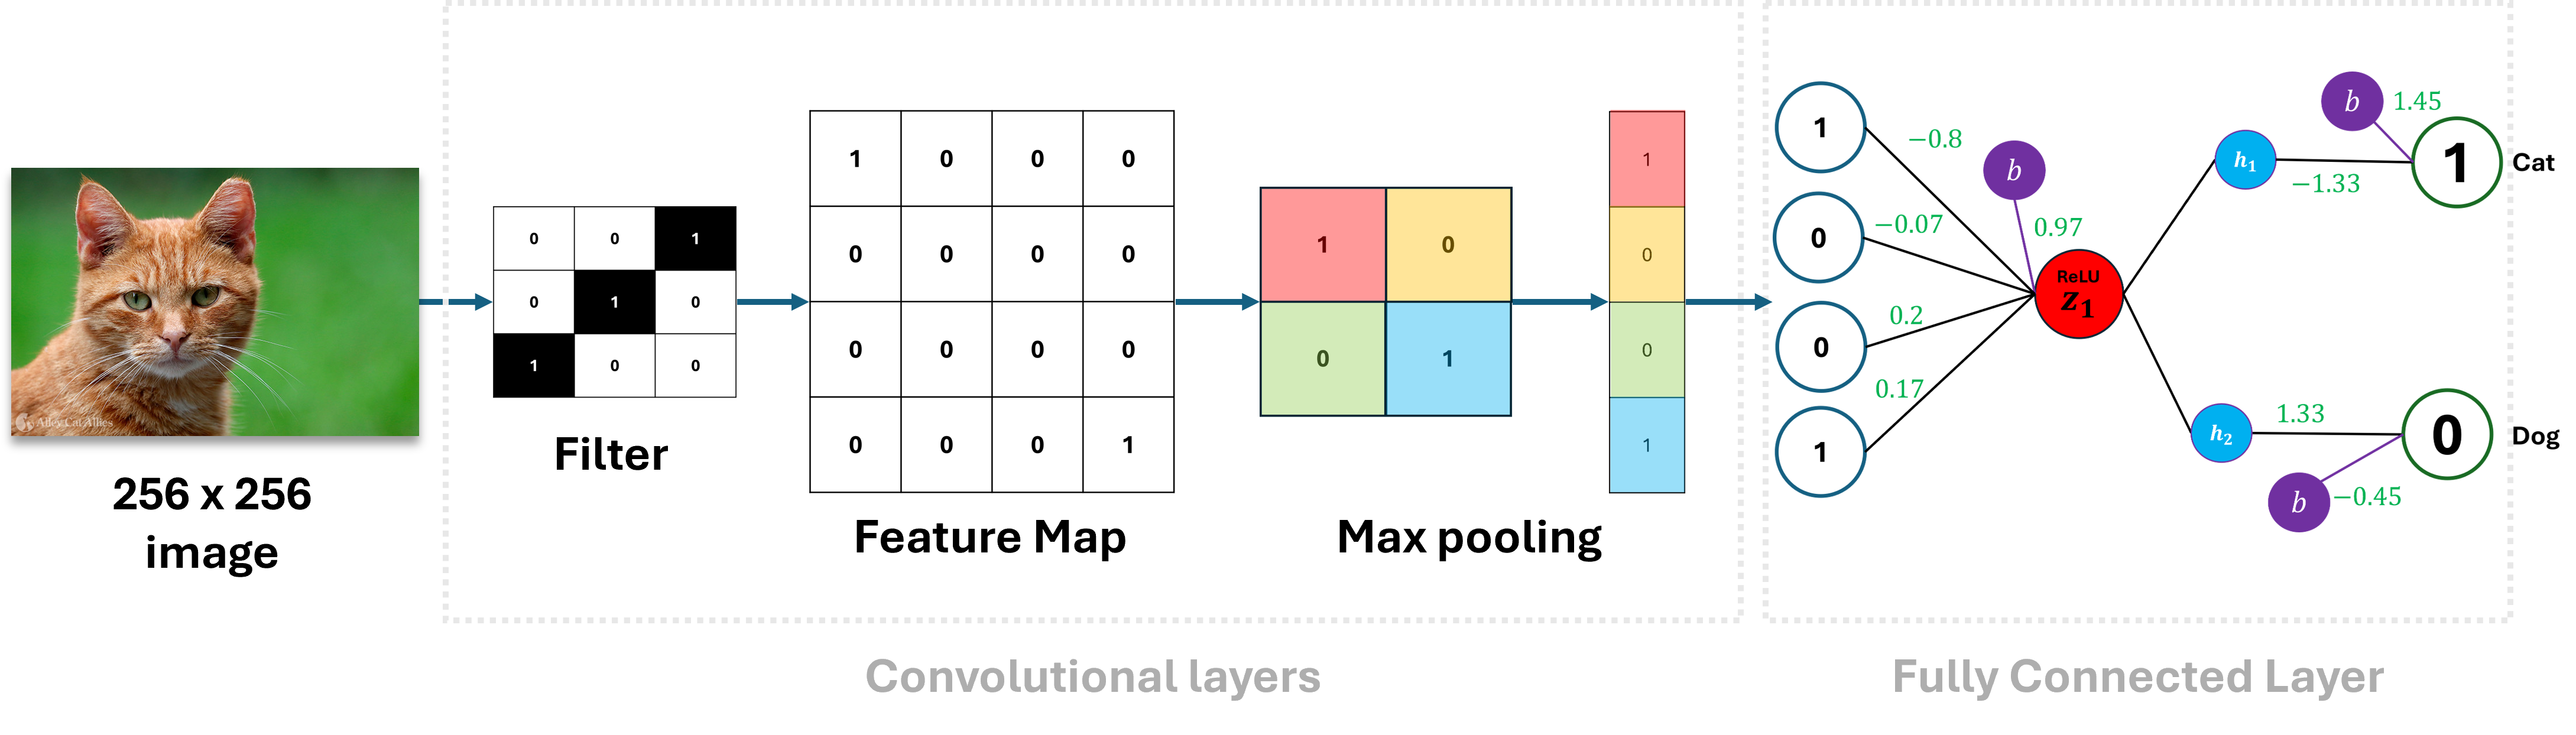 Alley Cat Allies
256 x 256
image
0 0 1
0 1 0
1 0 0
Filter
1 0 0 0
0 0 0 0
0 0 0 0
0 0 0 1
Feature Map
1 0
0 1
Max pooling
1
0
0
1
Convolutional layers
1
0
0
1
−0.8
−0.07
0.2
0.17
b
0.97
ReLU
z₁
h₁
−1.33
b
1.45
1
Cat
h₂
1.33
b
−0.45
0
Dog
Fully Connected Layer